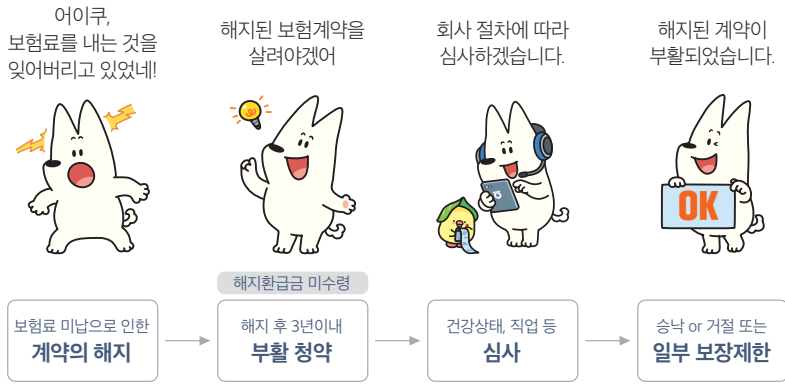 어이쿠,
보험료를 내는 것을
잊어버리고 있었네!
해지된 보험계약을
살려야겠어
회사 절차에 따라
심사하겠습니다.
해지된 계약이
부활되었습니다.
OK
해지환급금 미수령
보험료 미납으로 인한
계약의 해지
해지 후 3년이내
부활 청약
건강상태, 직업 등
심사
승낙 or 거절 또는
일부 보장제한